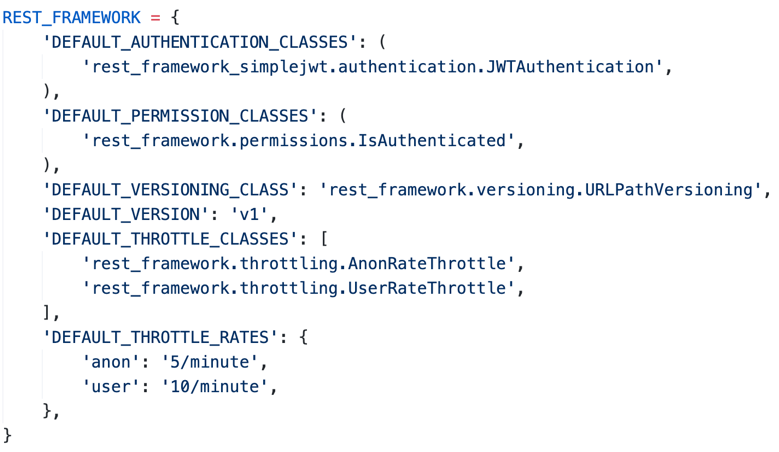 REST_FRAMEWORK = {
    'DEFAULT_AUTHENTICATION_CLASSES': (
        'rest_framework_simplejwt.authentication.JWTAuthentication',
    ),
    'DEFAULT_PERMISSION_CLASSES': (
        'rest_framework.permissions.IsAuthenticated',
    ),
    'DEFAULT_VERSIONING_CLASS': 'rest_framework.versioning.URLPathVersioning',
    'DEFAULT_VERSION': 'v1',
    'DEFAULT_THROTTLE_CLASSES': [
        'rest_framework.throttling.AnonRateThrottle',
        'rest_framework.throttling.UserRateThrottle',
    ],
    'DEFAULT_THROTTLE_RATES': {
        'anon': '5/minute',
        'user': '10/minute',
    },
}